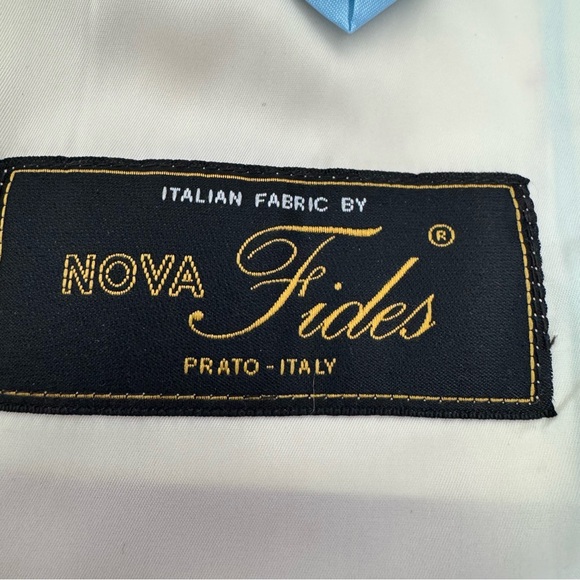 ITALIAN FABRIC BY
NOVA Fides ®
PRATO - ITALY